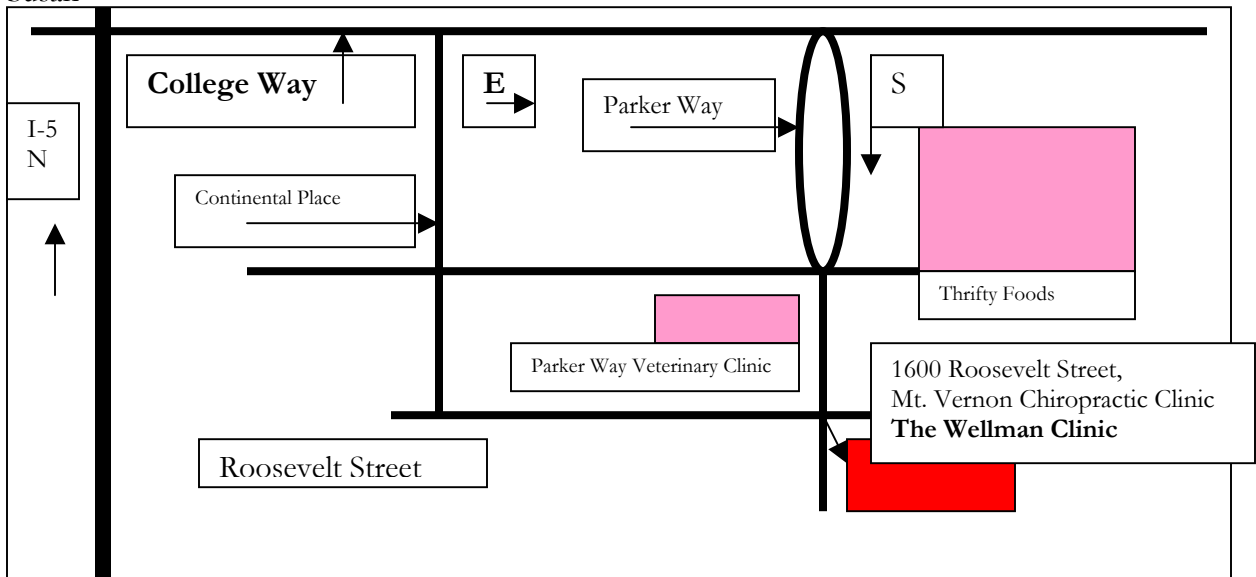 College Way
E
Parker Way
S
I-5
N
Continental Place
Thrifty Foods
Parker Way Veterinary Clinic
1600 Roosevelt Street,
Mt. Vernon Chiropractic Clinic
The Wellman Clinic
Roosevelt Street